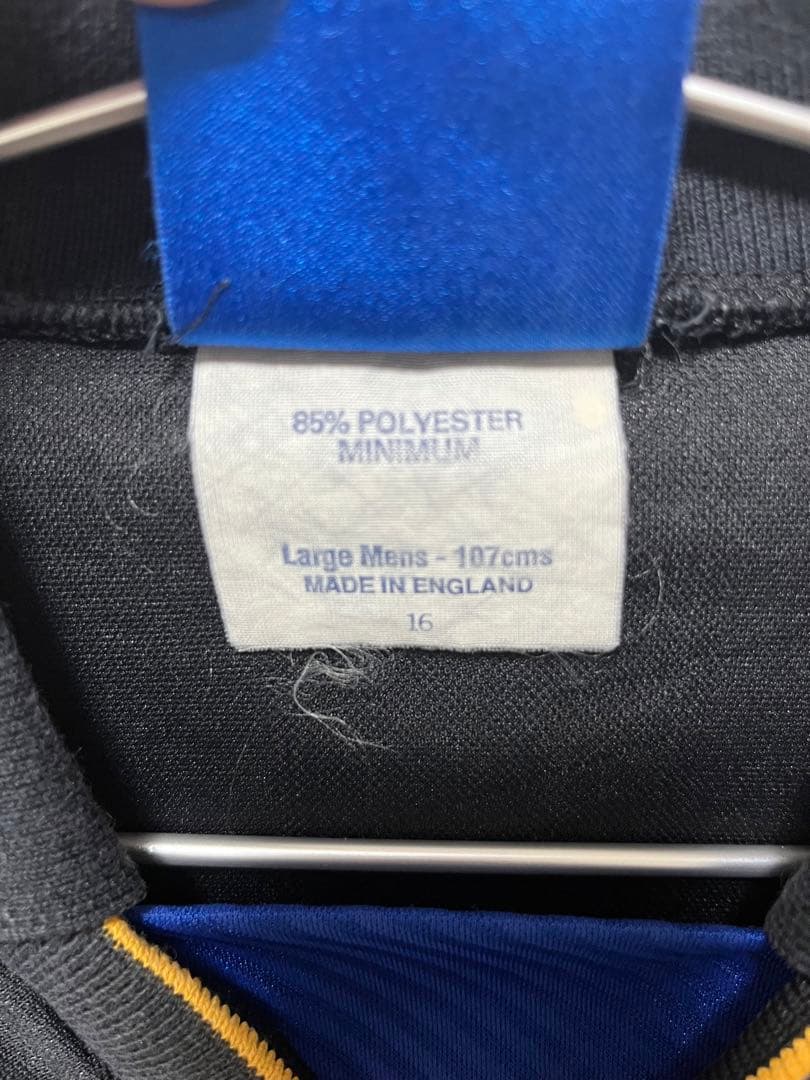 85% POLYESTER
MINIMUM
Large Mens - 107cms
MADE IN ENGLAND
16